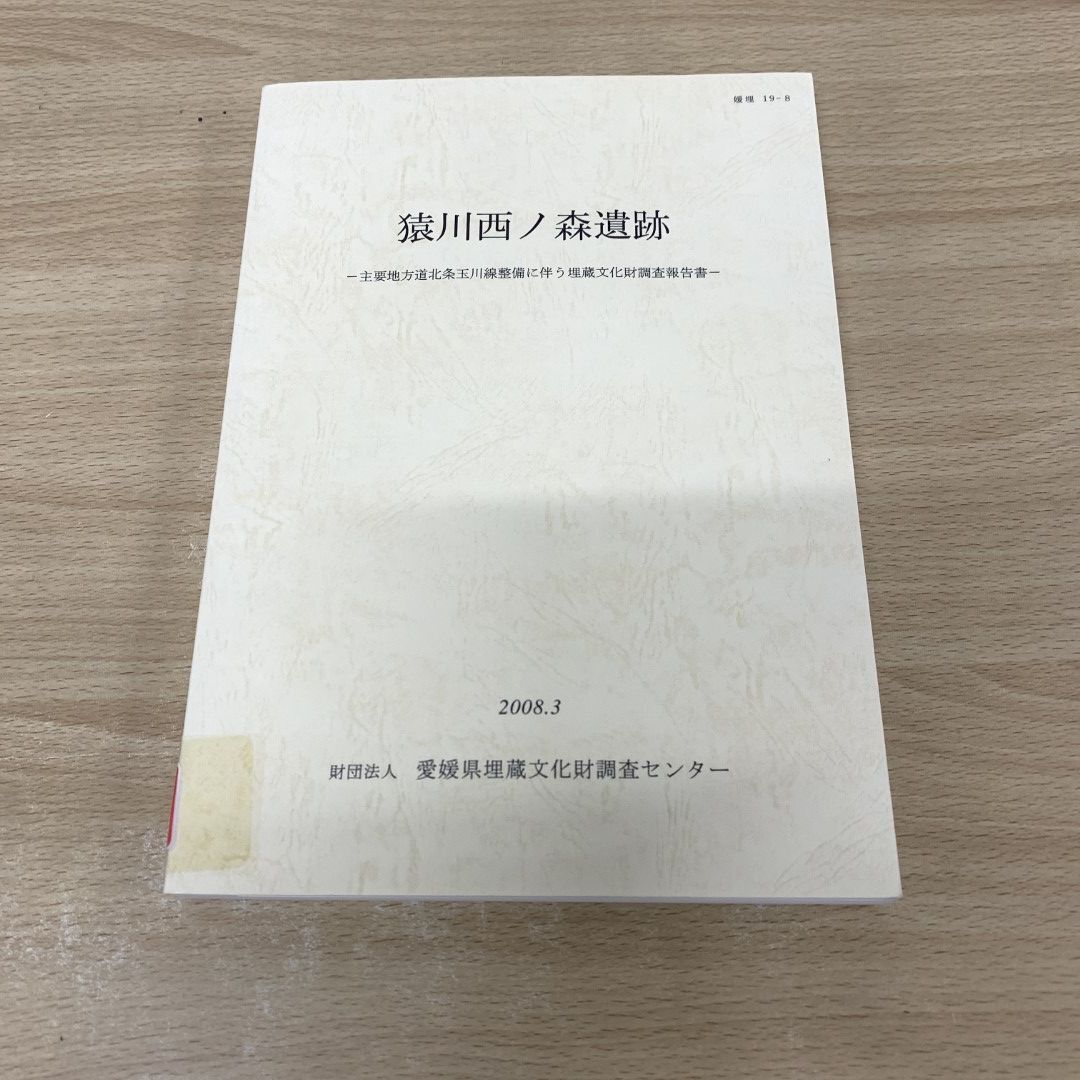 媛埋 19-8
猿川西ノ森遺跡
－主要地方道北条玉川線整備に伴う埋蔵文化財調査報告書－
2008.3
財団法人 愛媛県埋蔵文化財調査センター